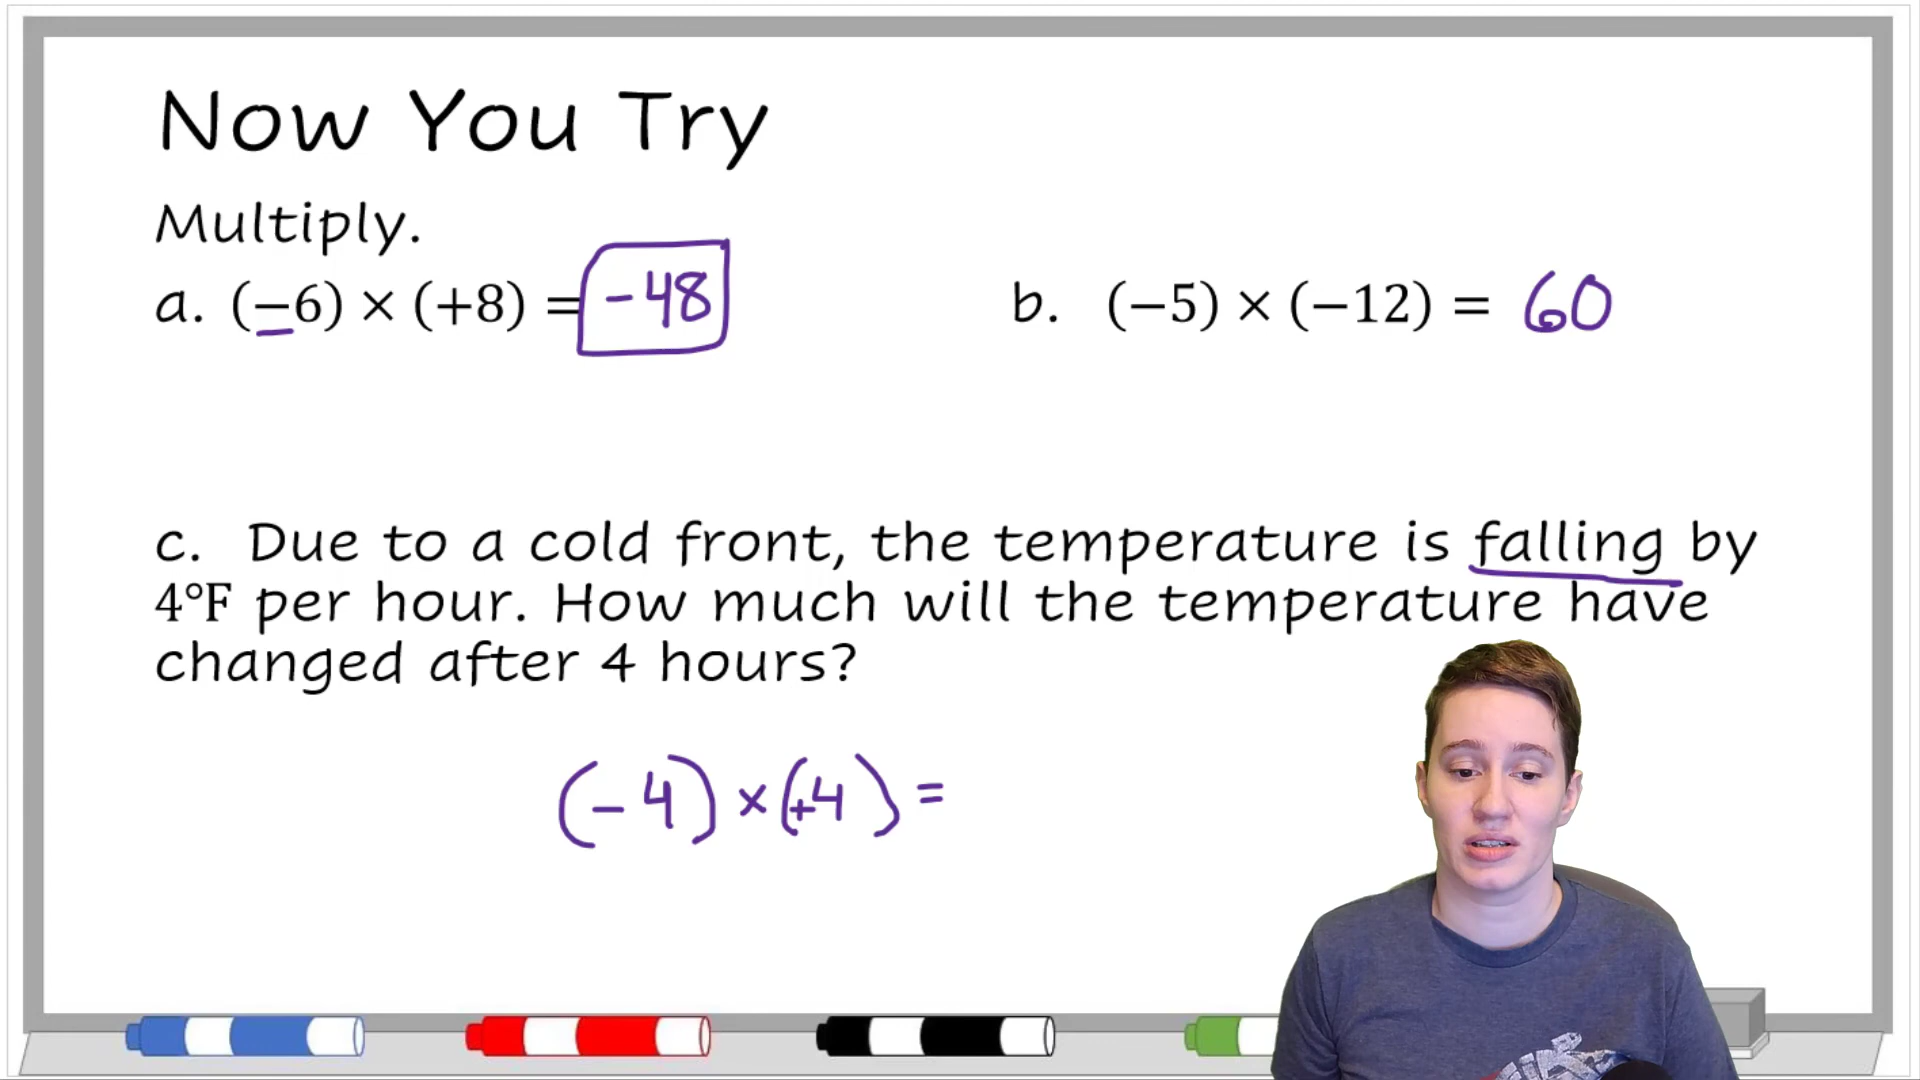 Now You Try
Multiply.
a. (−6) × (+8) = -48
b. (−5) × (−12) = 60
c. Due to a cold front, the temperature is falling by
4°F per hour. How much will the temperature have
changed after 4 hours?
(-4) × (+4) =